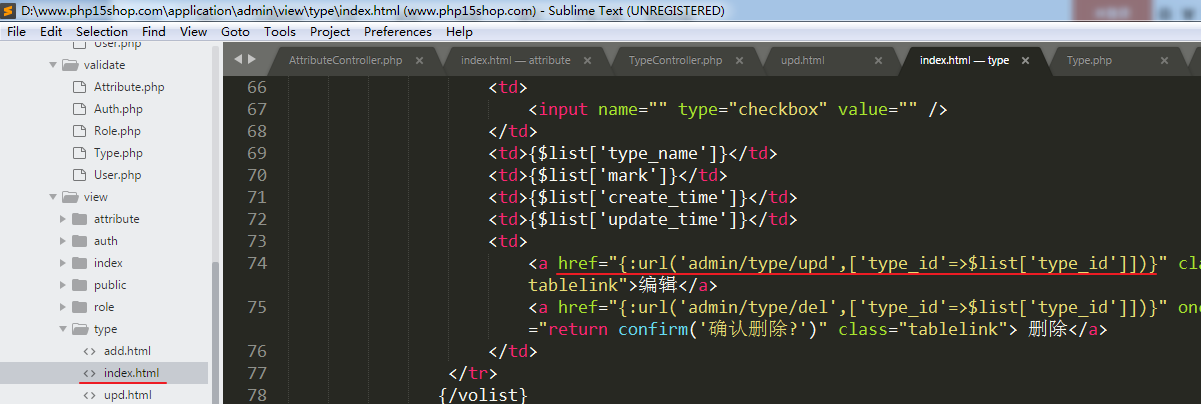 D:\www.php15shop.com\application\admin\view\type\index.html (www.php15shop.com) - Sublime Text (UNREGISTERED)
File Edit Selection Find View Goto Tools Project Preferences Help
User.php
validate
Attribute.php
Auth.php
Role.php
Type.php
User.php
view
attribute
auth
index
public
role
type
add.html
index.html
upd.html
AttributeController.php × index.html — attribute × TypeController.php × upd.html × index.html — type × Type.php ×
66 <td>
67 <input name="" type="checkbox" value="" />
68 </td>
69 <td>{$list['type_name']}</td>
70 <td>{$list['mark']}</td>
71 <td>{$list['create_time']}</td>
72 <td>{$list['update_time']}</td>
73 <td>
74 <a href="{:url('admin/type/upd',['type_id'=>$list['type_id']])}" cla
tablelink">编辑</a>
75 <a href="{:url('admin/type/del',['type_id'=>$list['type_id']])}" onc
="return confirm('确认删除?')" class="tablelink"> 删除</a>
76 </td>
77 </tr>
78 {/volist}